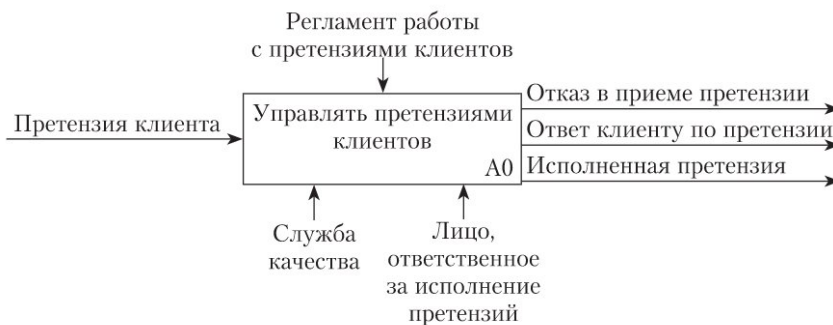 Регламент работы
с претензиями клиентов
Претензия клиента
Управлять претензиями
клиентов
А0
Отказ в приеме претензии
Ответ клиенту по претензии
Исполненная претензия
Служба
качества
Лицо,
ответственное
за исполнение
претензий